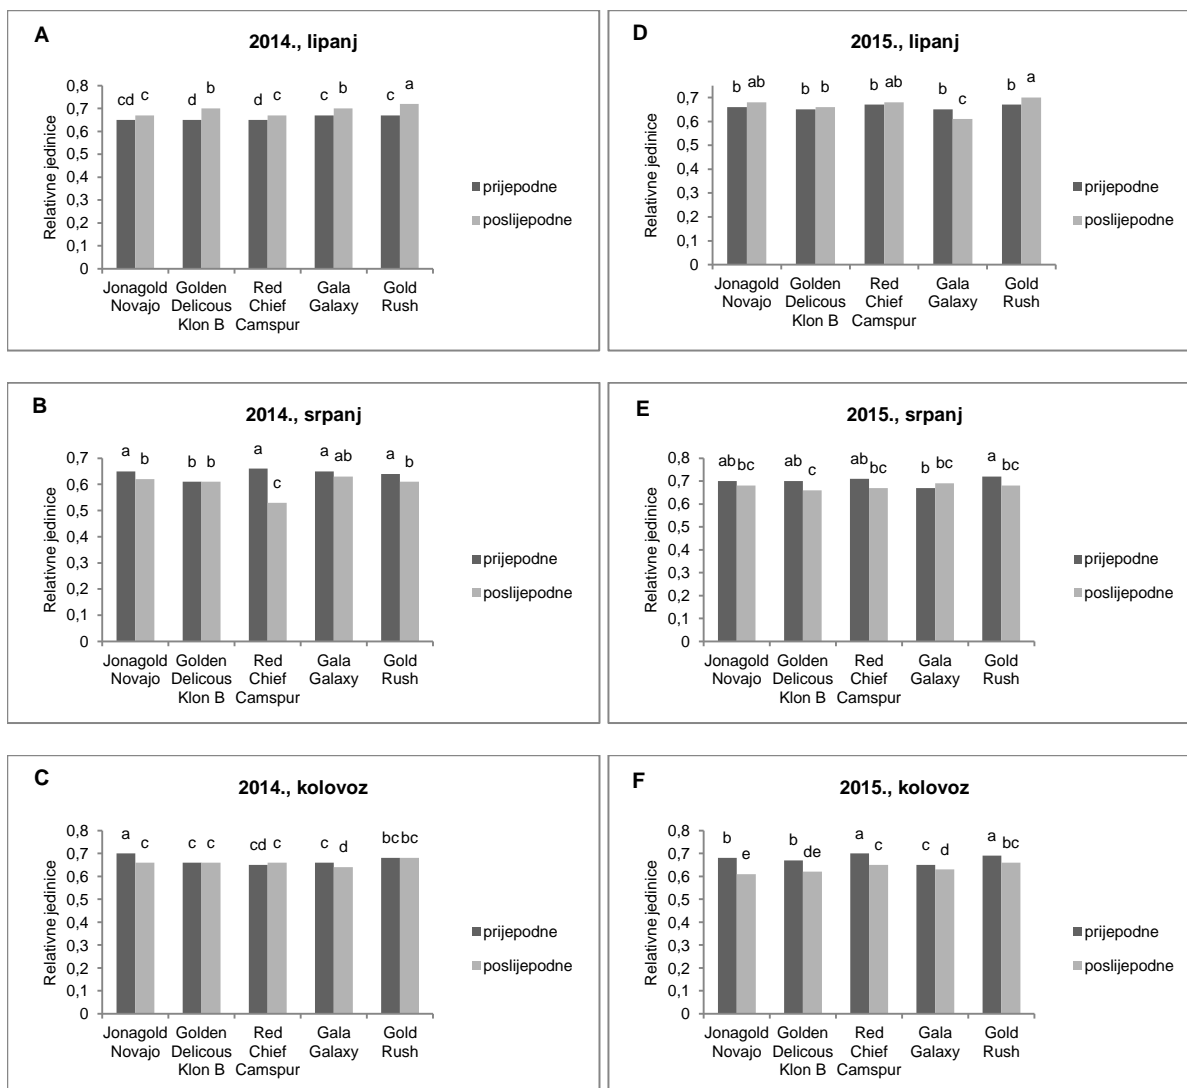 A
2014., lipanj
Relativne jedinice
0,8
0,7
0,6
0,5
0,4
0,3
0,2
0,1
0
cd c d b d c c b c a
Jonagold Novajo
Golden Delicous Klon B
Red Chief Camspur
Gala Galaxy
Gold Rush
prijepodne
poslijepodne
D
2015., lipanj
Relativne jedinice
0,7
0,6
0,5
0,4
0,3
0,2
0,1
0
b ab b b b ab b c b a
Jonagold Novajo
Golden Delicous Klon B
Red Chief Camspur
Gala Galaxy
Gold Rush
prijepodne
poslijepodne
B
2014., srpanj
Relativne jedinice
0,7
0,6
0,5
0,4
0,3
0,2
0,1
0
a b b b a c a ab a b
Jonagold Novajo
Golden Delicous Klon B
Red Chief Camspur
Gala Galaxy
Gold Rush
prijepodne
poslijepodne
E
2015., srpanj
Relativne jedinice
0,8
0,7
0,6
0,5
0,4
0,3
0,2
0,1
0
ab bc ab c ab bc b bc a bc
Jonagold Novajo
Golden Delicous Klon B
Red Chief Camspur
Gala Galaxy
Gold Rush
prijepodne
poslijepodne
C
2014., kolovoz
Relativne jedinice
0,8
0,7
0,6
0,5
0,4
0,3
0,2
0,1
0
a c c c cd c c d bc bc
Jonagold Novajo
Golden Delicous Klon B
Red Chief Camspur
Gala Galaxy
Gold Rush
prijepodne
poslijepodne
F
2015., kolovoz
Relativne jedinice
0,8
0,7
0,6
0,5
0,4
0,3
0,2
0,1
0
b e b de a c c d a bc
Jonagold Novajo
Golden Delicous Klon B
Red Chief Camspur
Gala Galaxy
Gold Rush
prijepodne
poslijepodne